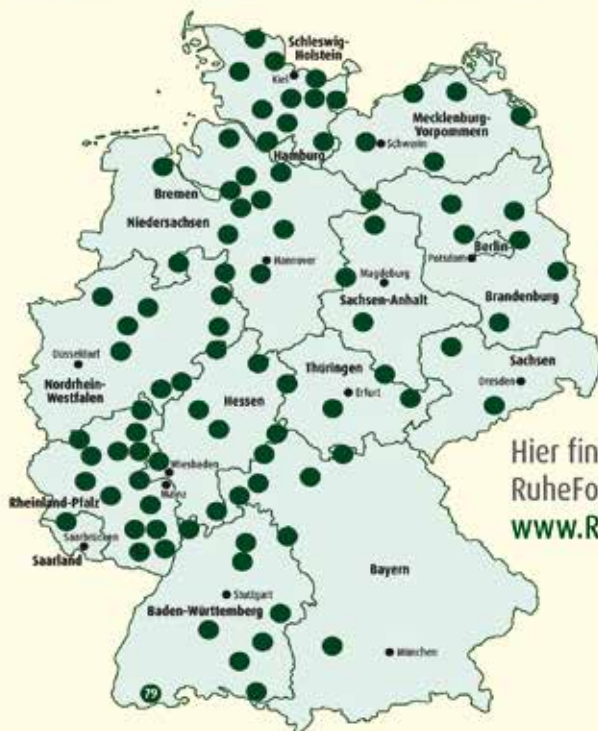 Schleswig-
Holstein
Kiel
Mecklenburg-
Vorpommern
Schwerin
Hamburg
Bremen
Niedersachsen
Hannover
Berlin
Potsdam
Magdeburg
Sachsen-Anhalt
Brandenburg
Düsseldorf
Nordrhein-
Westfalen
Hessen
Thüringen
Erfurt
Sachsen
Dresden
Hier fin
RuheFo
www.R
Wiesbaden
Mainz
Rheinland-Pfalz
Saarbrücken
Saarland
Bayern
Stuttgart
Baden-Württemberg
München
79